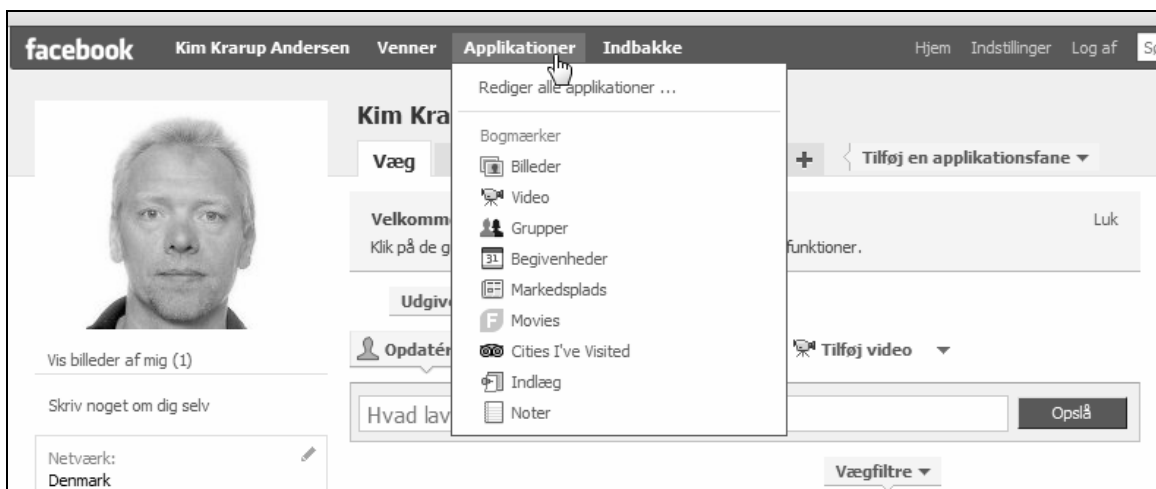 facebook Kim Krarup Andersen Venner Applikationer Indbakke Hjem Indstillinger Log af
Rediger alle applikationer ...
Kim Kra
Bogmærker
Væg
Tilføj en applikationsfane
Billeder
Video
Velkomm
Luk
Grupper
Klik på de g
funktioner.
31 Begivenheder
Markedsplads
Udgiv
F Movies
Opdatér
Cities I've Visited
Tilføj video
Vis billeder af mig (1)
Indlæg
Skriv noget om dig selv
Hvad lav
Noter
Opslå
Netværk:
Denmark
Vægfiltre